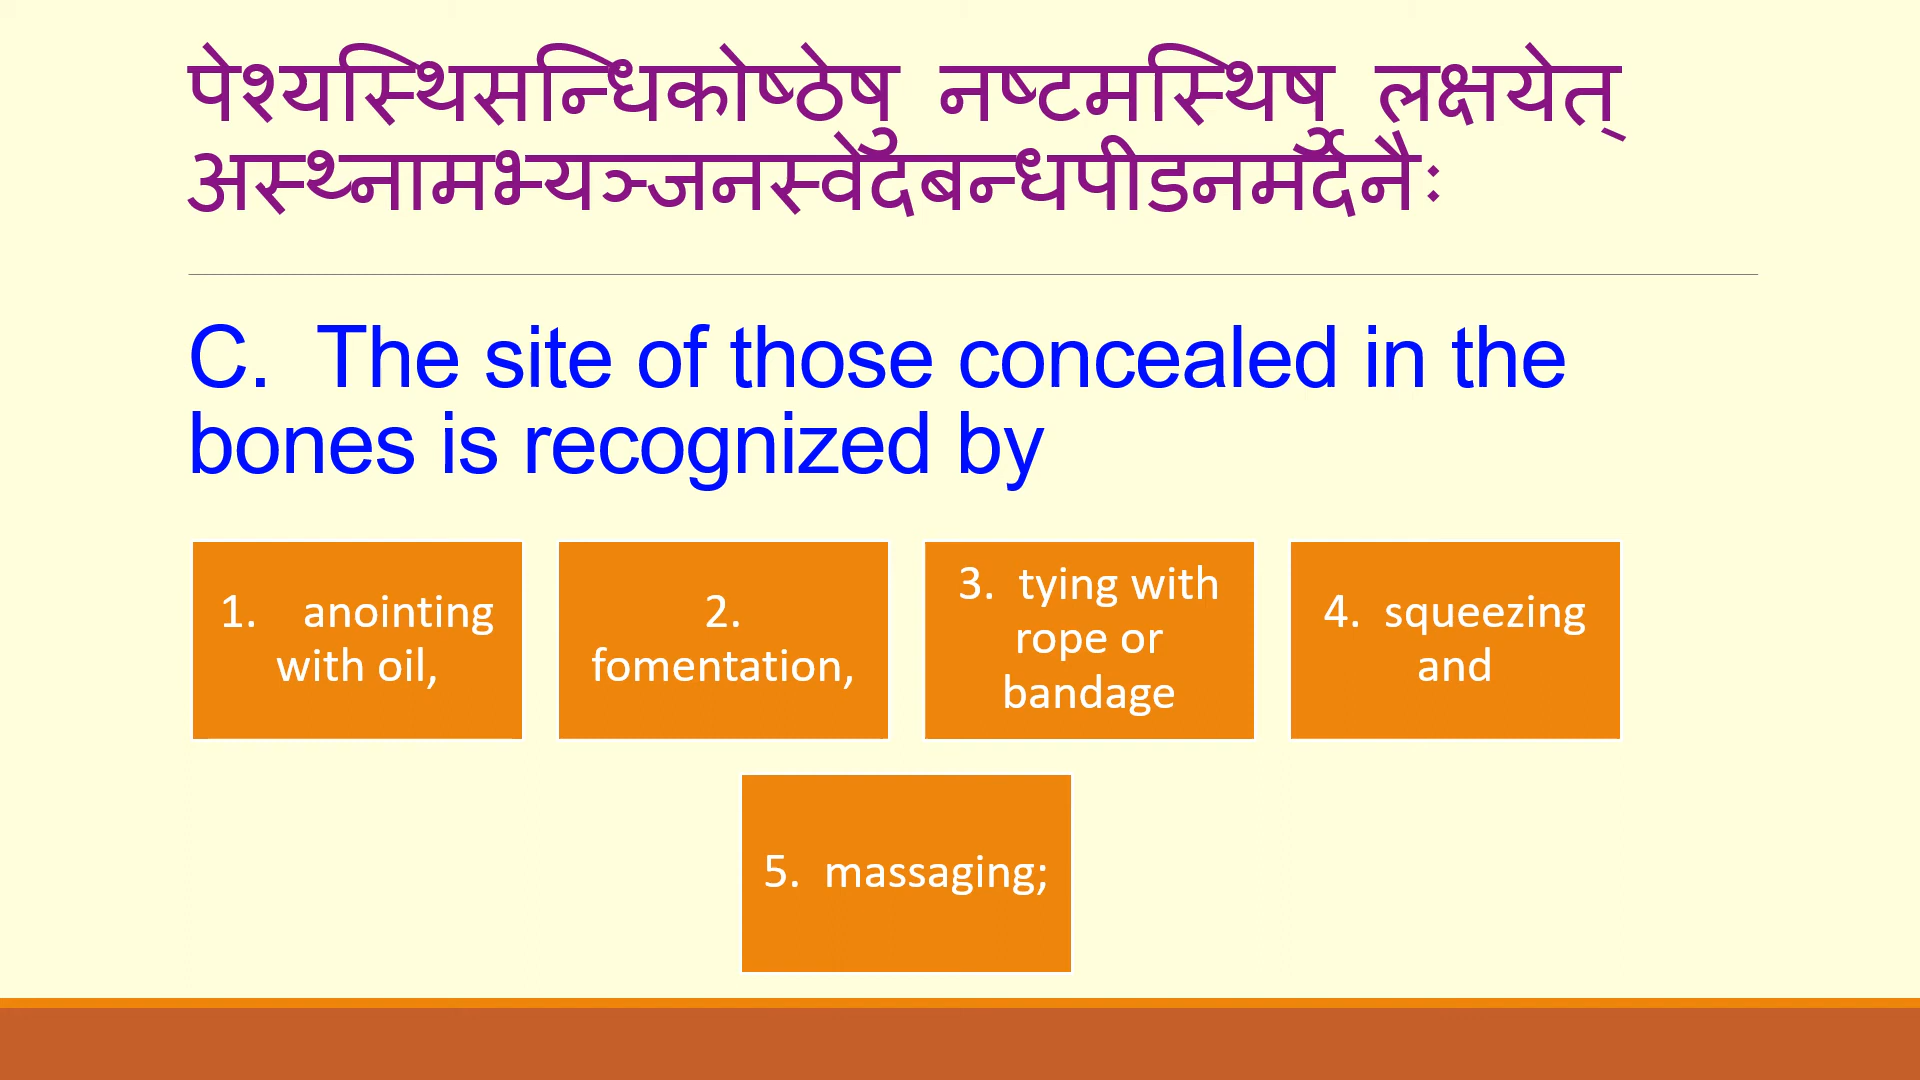 पेश्यस्थिसन्धिकोष्ठेषु नष्टमस्थिषु लक्षयेत्
अस्थ्नामभ्यञ्जनस्वेदबन्धपीडनमर्दनैः
C. The site of those concealed in the
bones is recognized by
1. anointing
with oil,
2.
fomentation,
3. tying with
rope or
bandage
4. squeezing
and
5. massaging;